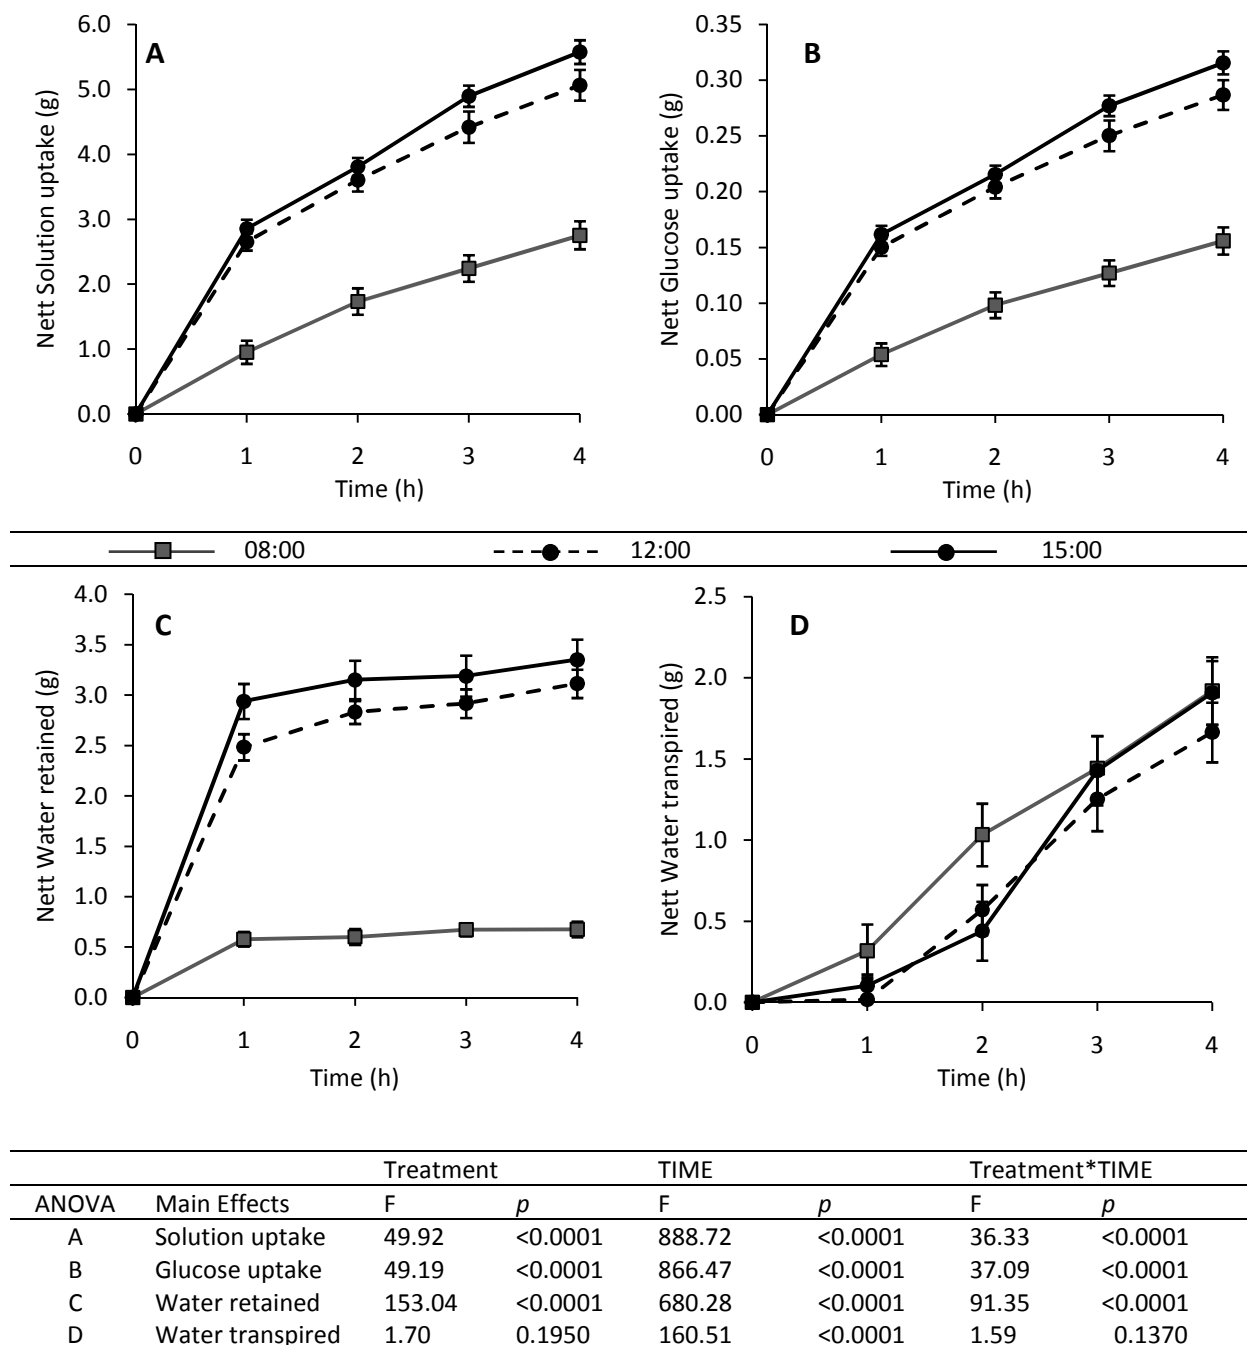 A
Nett Solution uptake (g)
6.0
5.0
4.0
3.0
2.0
1.0
0.0
0 1 2 3 4
Time (h)
B
Nett Glucose uptake (g)
0.35
0.30
0.25
0.20
0.15
0.10
0.05
0.00
0 1 2 3 4
Time (h)
08:00 12:00 15:00
C
Nett Water retained (g)
4.0
3.5
3.0
2.5
2.0
1.5
1.0
0.5
0.0
0 1 2 3 4
Time (h)
D
Nett Water transpired (g)
2.5
2.0
1.5
1.0
0.5
0.0
0 1 2 3 4
Time (h)
Treatment TIME Treatment*TIME
ANOVA Main Effects F p F p F p
A Solution uptake 49.92 <0.0001 888.72 <0.0001 36.33 <0.0001
B Glucose uptake 49.19 <0.0001 866.47 <0.0001 37.09 <0.0001
C Water retained 153.04 <0.0001 680.28 <0.0001 91.35 <0.0001
D Water transpired 1.70 0.1950 160.51 <0.0001 1.59 0.1370